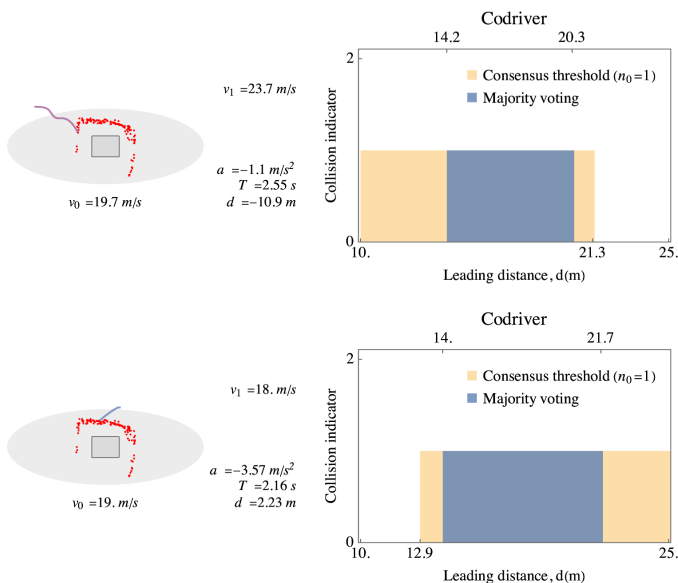 Codriver
14.2 20.3
v₁ =23.7 m/s
a =−1.1 m/s²
T =2.55 s
d =−10.9 m
v₀ =19.7 m/s
2
Consensus threshold (n₀=1)
Majority voting
Collision indicator
0
10. 21.3 25.
Leading distance, d(m)
Codriver
14. 21.7
v₁ =18. m/s
a =−3.57 m/s²
T =2.16 s
d =2.23 m
v₀ =19. m/s
2
Consensus threshold (n₀=1)
Majority voting
Collision indicator
0
10. 12.9 25.
Leading distance, d(m)